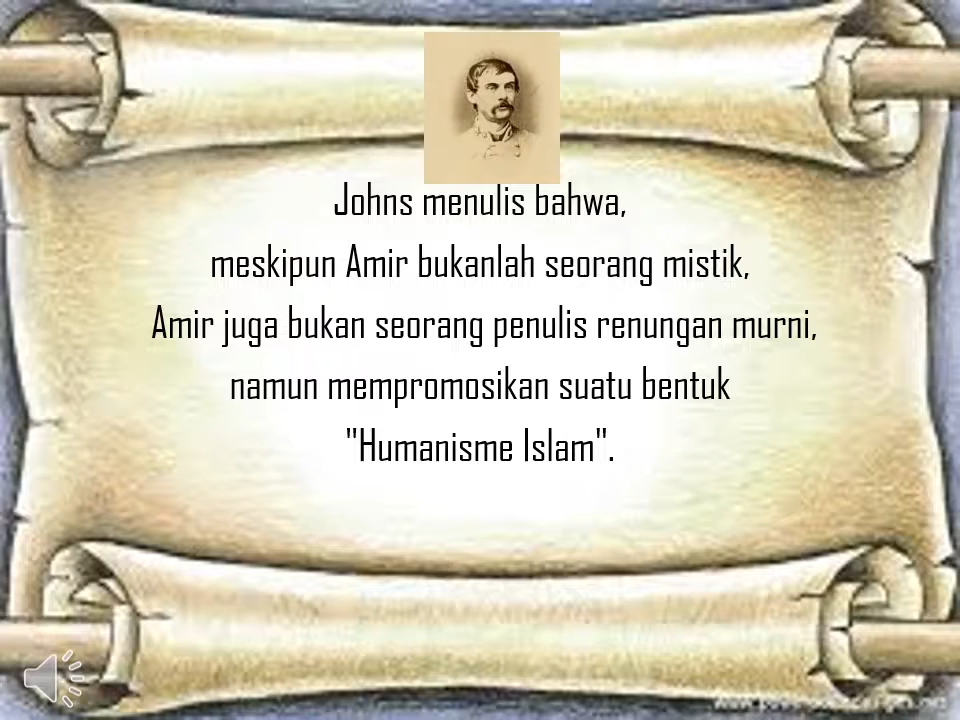 Johns menulis bahwa,
meskipun Amir bukanlah seorang mistik,
Amir juga bukan seorang penulis renungan murni,
namun mempromosikan suatu bentuk
"Humanisme Islam".